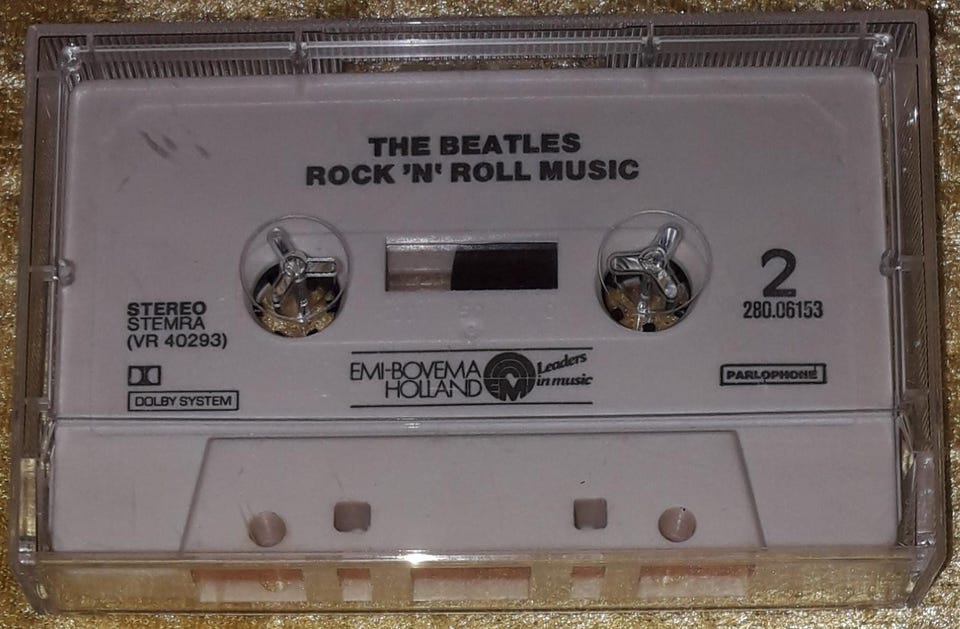 THE BEATLES
ROCK 'N' ROLL MUSIC
STEREO
STEMRA
(VR 40293)
DOLBY SYSTEM
EMI-BOVEMA
HOLLAND
Leaders
in music
2
280.06153
PARLOPHONE